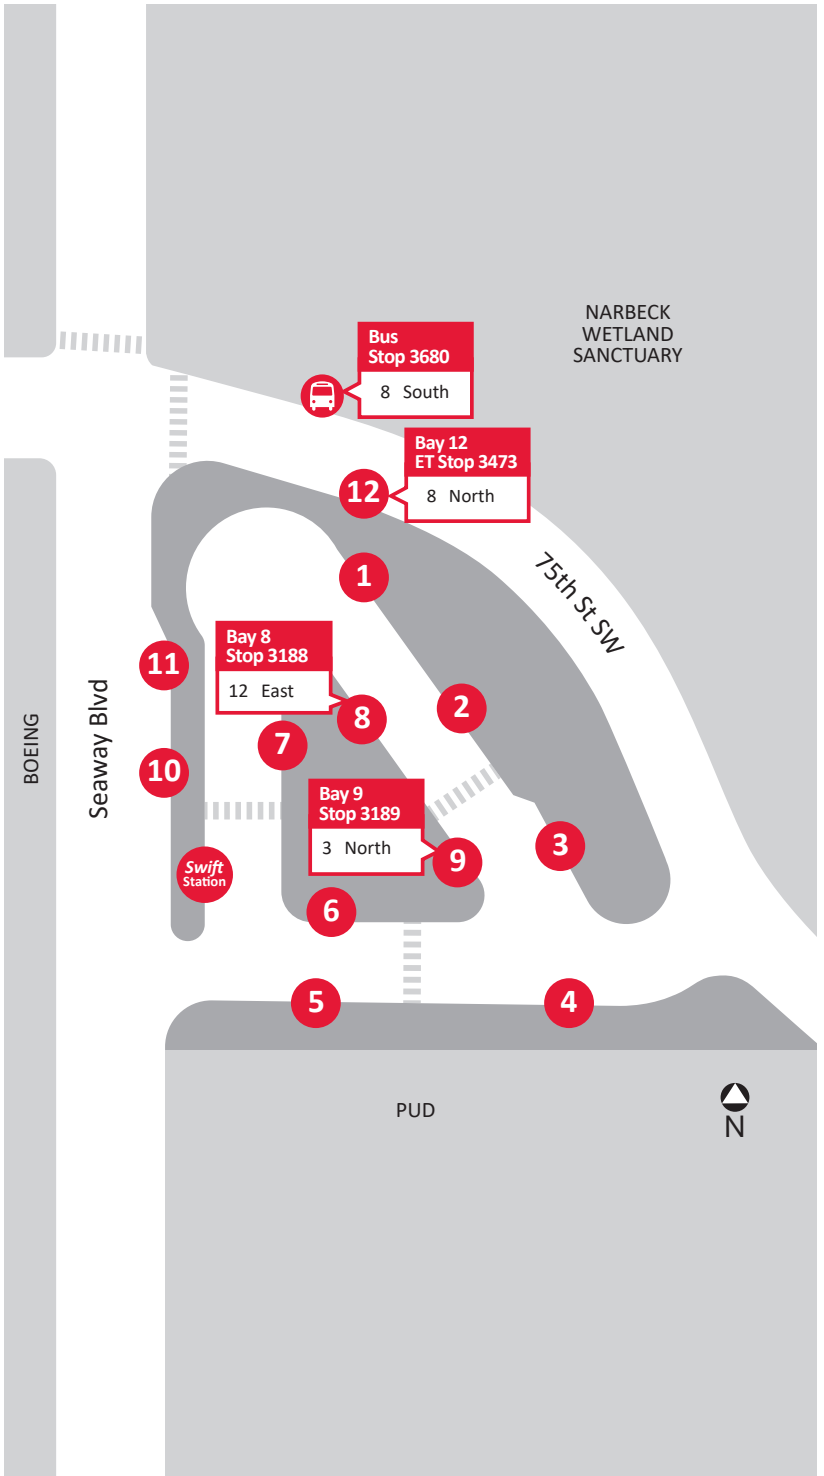 NARBECK
WETLAND
SANCTUARY
Bus
Stop 3680
8 South
Bay 12
ET Stop 3473
8 North
12
75th St SW
1
11
Bay 8
Stop 3188
12 East
2
8
7
BOEING
Seaway Blvd
10
Bay 9
Stop 3189
3 North
3
9
Swift
Station
6
5
4
PUD
N